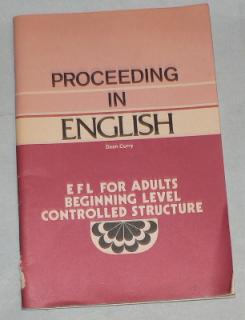 PROCEEDING
IN
ENGLISH
Dean Curry
EFL FOR ADULTS
BEGINNING LEVEL
CONTROLLED STRUCTURE